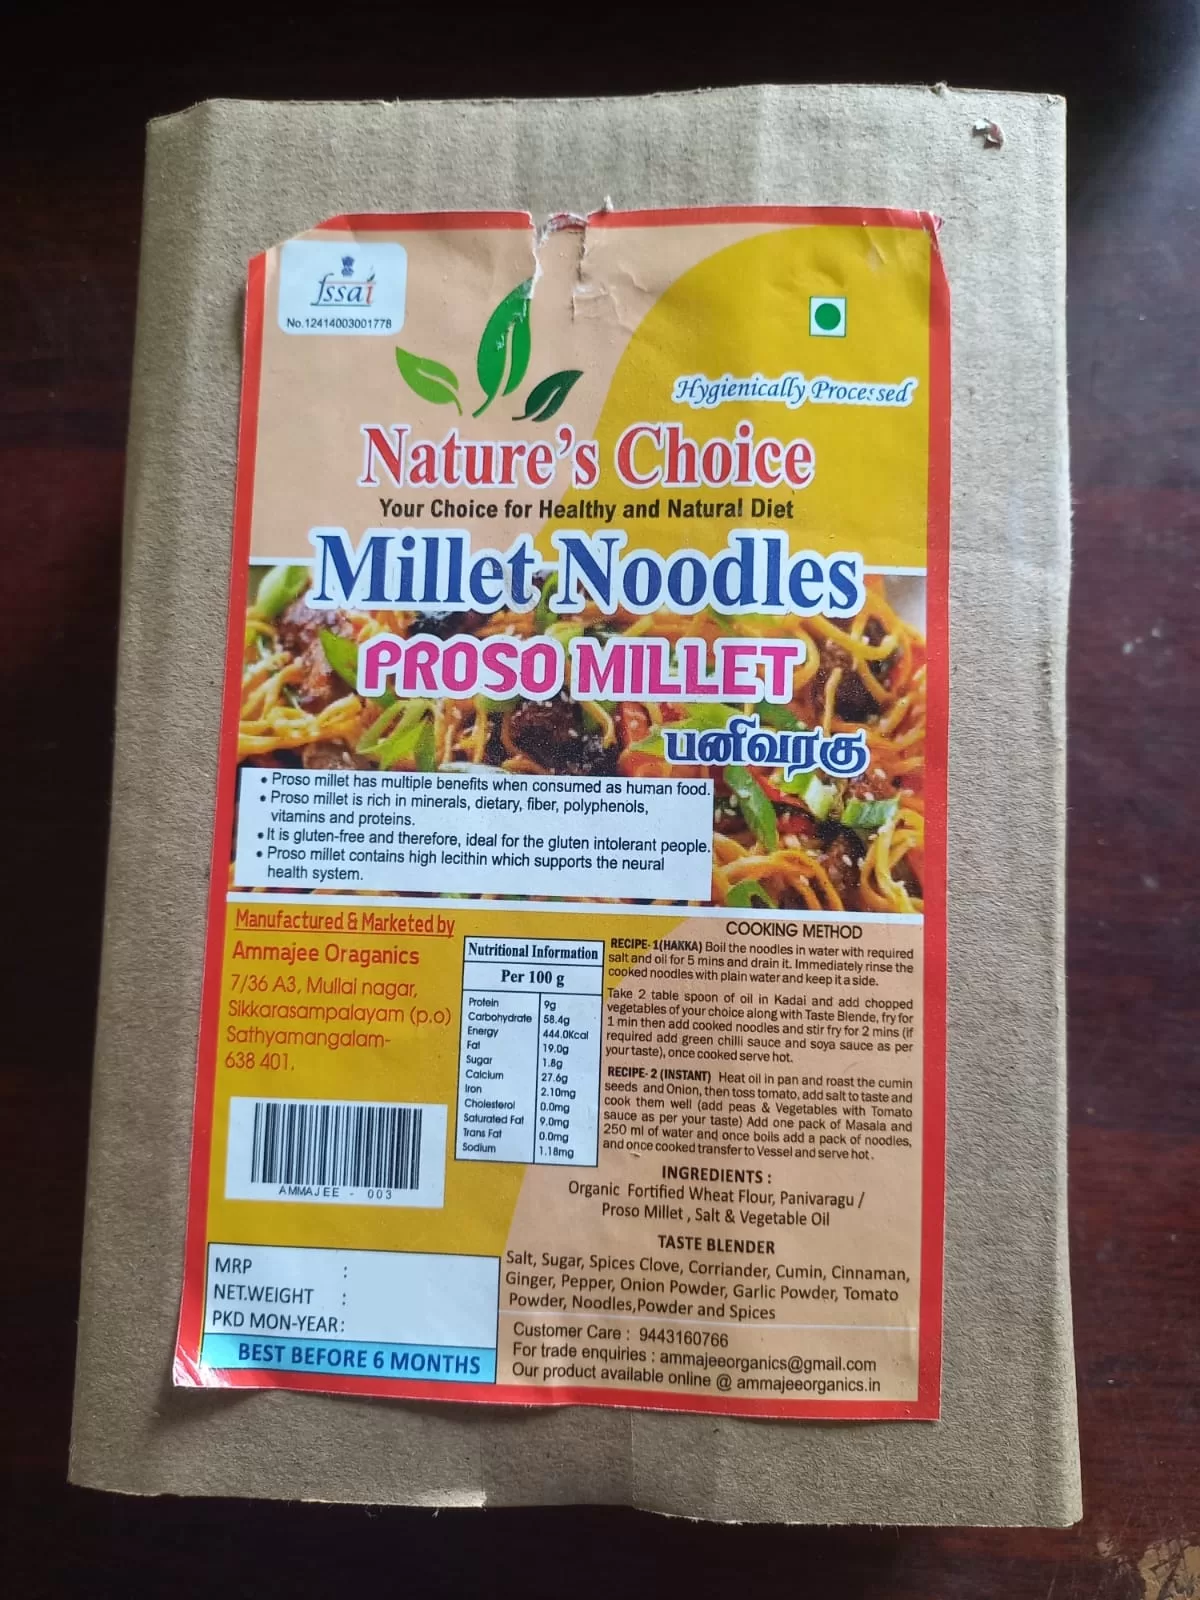 fssai
No.12414003001778
Hygienically Processed
Nature's Choice
Your Choice for Healthy and Natural Diet
Millet Noodles
PROSO MILLET
பனிவரகு
• Proso millet has multiple benefits when consumed as human food.
• Proso millet is rich in minerals, dietary, fiber, polyphenols,
vitamins and proteins.
• It is gluten-free and therefore, ideal for the gluten intolerant people.
• Proso millet contains high lecithin which supports the neural
health system.
Manufactured & Marketed by
Ammajee Oraganics
7/36 A3, Mullai nagar,
Sikkarasampalayam (p.o)
Sathyamangalam-
638 401.
AMMAJEE - 003
Nutritional Information
Per 100 g
Protein 9g
Carbohydrate 58.4g
Energy 444.0Kcal
Fat 19.0g
Sugar 1.8g
Calcium 27.6g
Iron 2.10mg
Cholesterol 0.0mg
Saturated Fat 9.0mg
Trans Fat 0.0mg
Sodium 1.18mg
COOKING METHOD
RECIPE-1(HAKKA) Boil the noodles in water with required
salt and oil for 5 mins and drain it. Immediately rinse the
cooked noodles with plain water and keep it a side.
Take 2 table spoon of oil in Kadai and add chopped
vegetables of your choice along with Taste Blende, fry for
1 min then add cooked noodles and stir fry for 2 mins (if
required add green chilli sauce and soya sauce as per
your taste), once cooked serve hot.
RECIPE-2 (INSTANT) Heat oil in pan and roast the cumin
seeds and Onion, then toss tomato, add salt to taste and
cook them well (add peas & Vegetables with Tomato
sauce as per your taste) Add one pack of Masala and
250 ml of water and once boils add a pack of noodles,
and once cooked transfer to Vessel and serve hot.
INGREDIENTS :
Organic Fortified Wheat Flour, Panivaragu /
Proso Millet , Salt & Vegetable Oil
TASTE BLENDER
Salt, Sugar, Spices Clove, Corriander, Cumin, Cinnaman,
Ginger, Pepper, Onion Powder, Garlic Powder, Tomato
Powder, Noodles,Powder and Spices
MRP :
NET.WEIGHT :
PKD MON-YEAR:
BEST BEFORE 6 MONTHS
Customer Care : 9443160766
For trade enquiries : ammajeeorganics@gmail.com
Our product available online @ ammajeeorganics.in